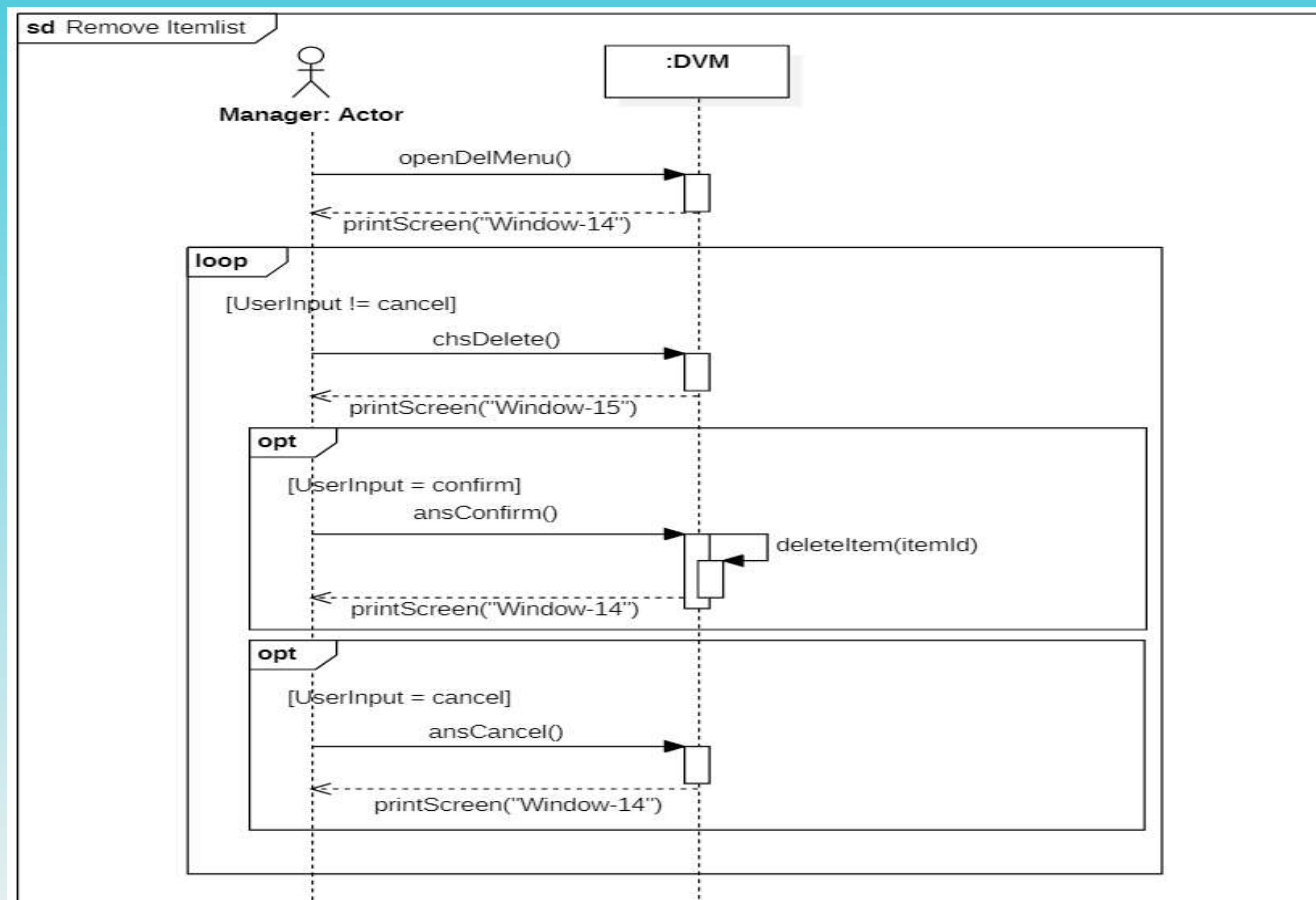 sd Remove Itemlist
:DVM
Manager: Actor
openDelMenu()
printScreen("Window-14")
loop
[UserInput != cancel]
chsDelete()
printScreen("Window-15")
opt
[UserInput = confirm]
ansConfirm()
deleteItem(itemId)
printScreen("Window-14")
opt
[UserInput = cancel]
ansCancel()
printScreen("Window-14")